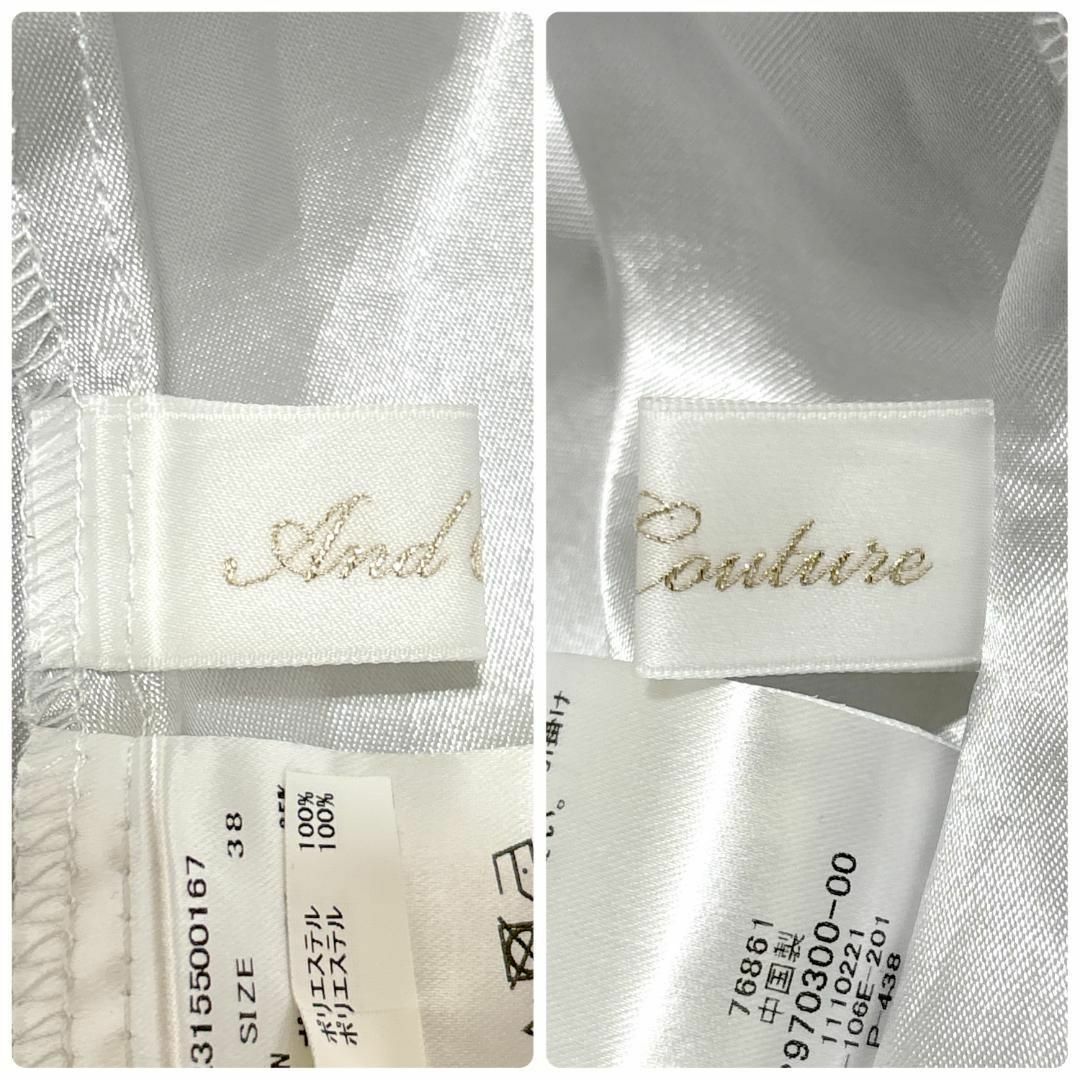 And
Couture
.315500167
SIZE 38
ポリエステル 100%
ポリエステル 100%
76861
中国製
970300-00
1110221
-106E-201
P-438